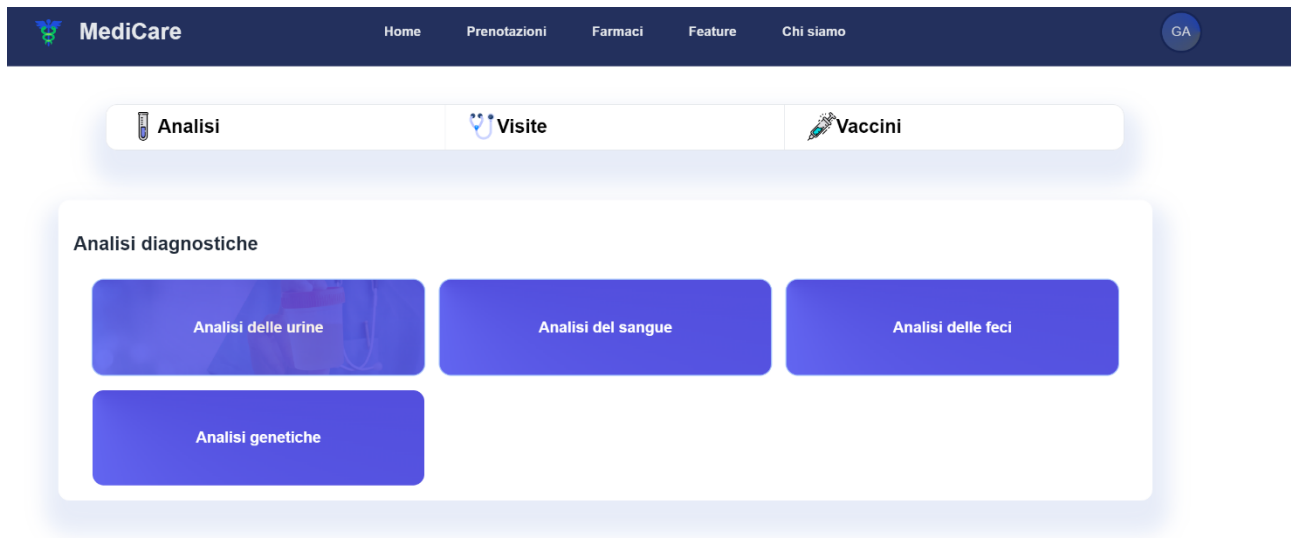 MediCare
Home Prenotazioni Farmaci Feature Chi siamo
GA
Analisi Visite Vaccini
Analisi diagnostiche
Analisi delle urine Analisi del sangue Analisi delle feci
Analisi genetiche